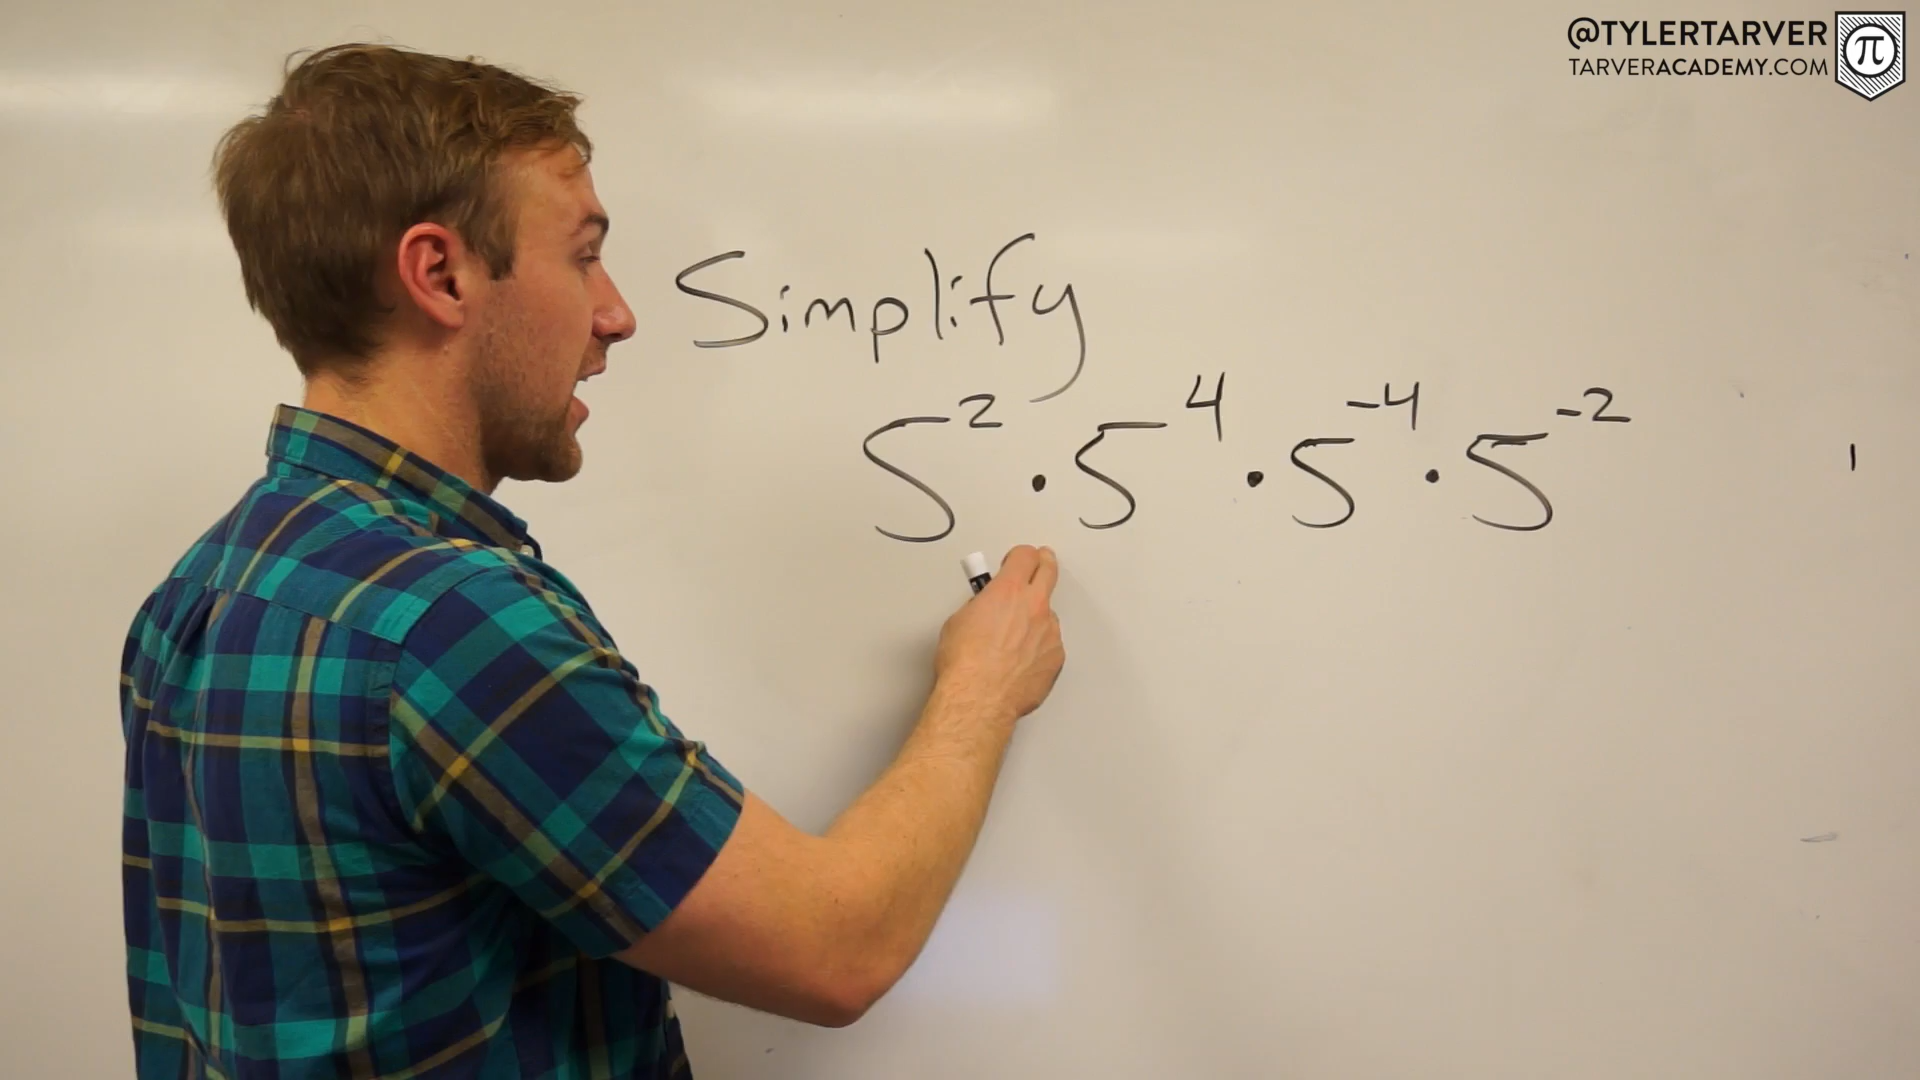 @TYLERTARVER
TARVERACADEMY.COM
π
Simplify
5² · 5⁴ · 5⁻⁴ · 5⁻²